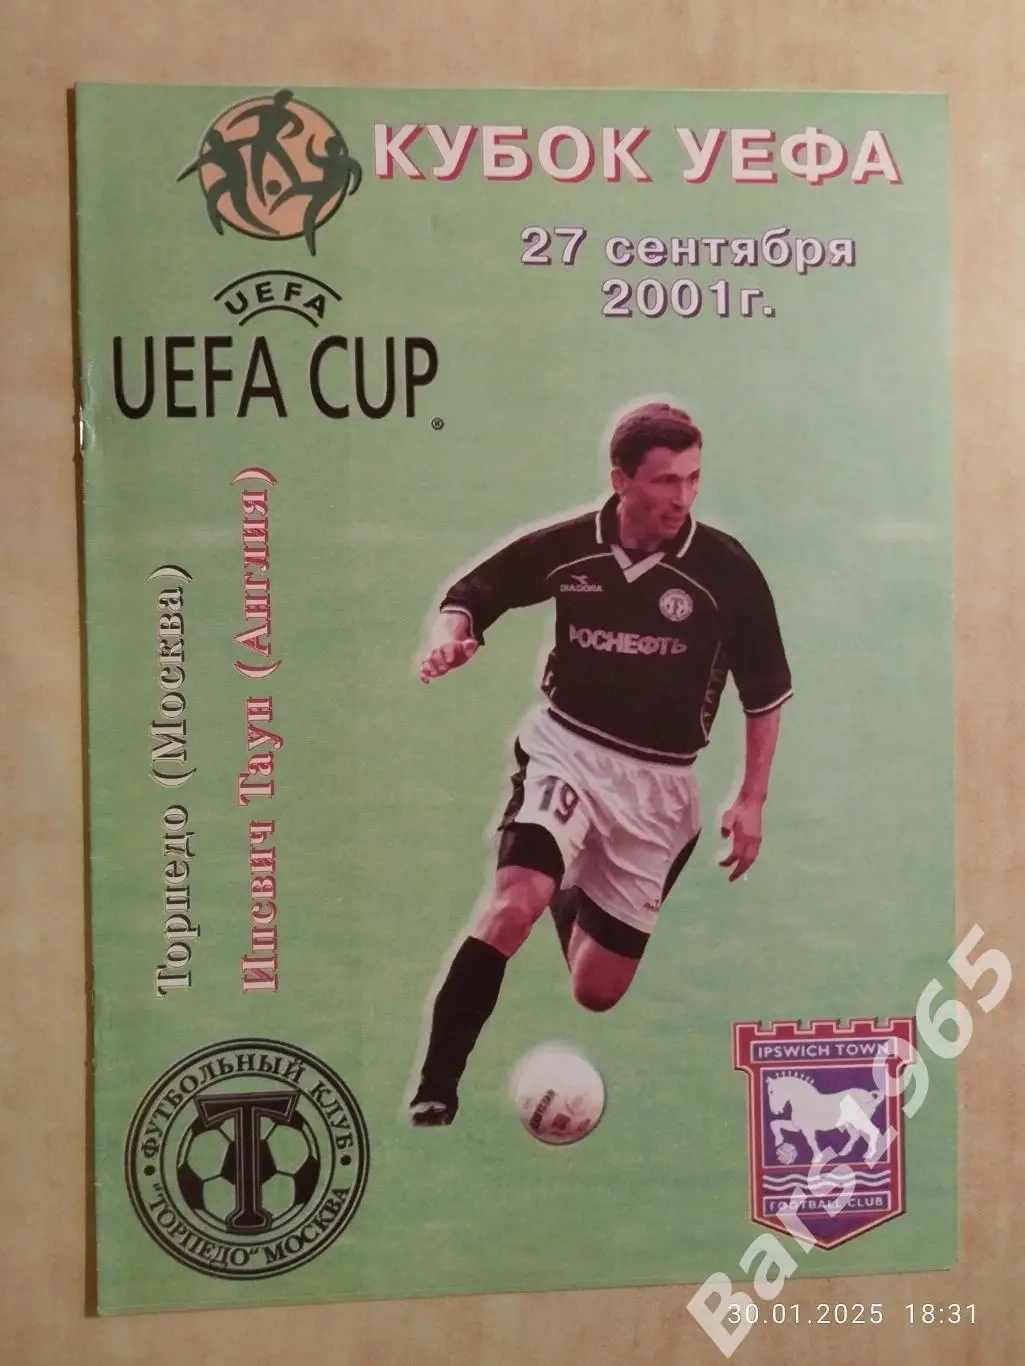 КУБОК УЕФА
27 сентября
2001г.
UEFA
UEFA CUP®
Торпедо (Москва)
Ипсвич Таун (Англия)
DIADORA
РОСНЕФТЬ
19
ФУТБОЛЬНЫЙ КЛУБ
"ТОРПЕДО" МОСКВА
Т
IPSWICH TOWN
FOOTBALL CLUB
Bars1965
30.01.2025 18:31